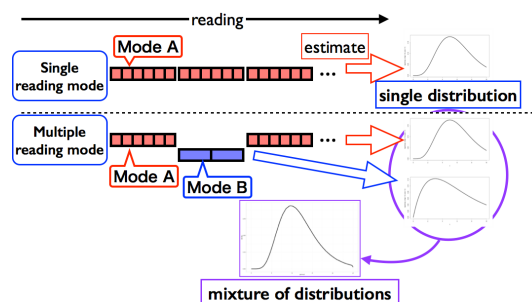 reading
Mode A
estimate
Single
reading mode
...
single distribution
Multiple
reading mode
...
Mode A
Mode B
mixture of distributions